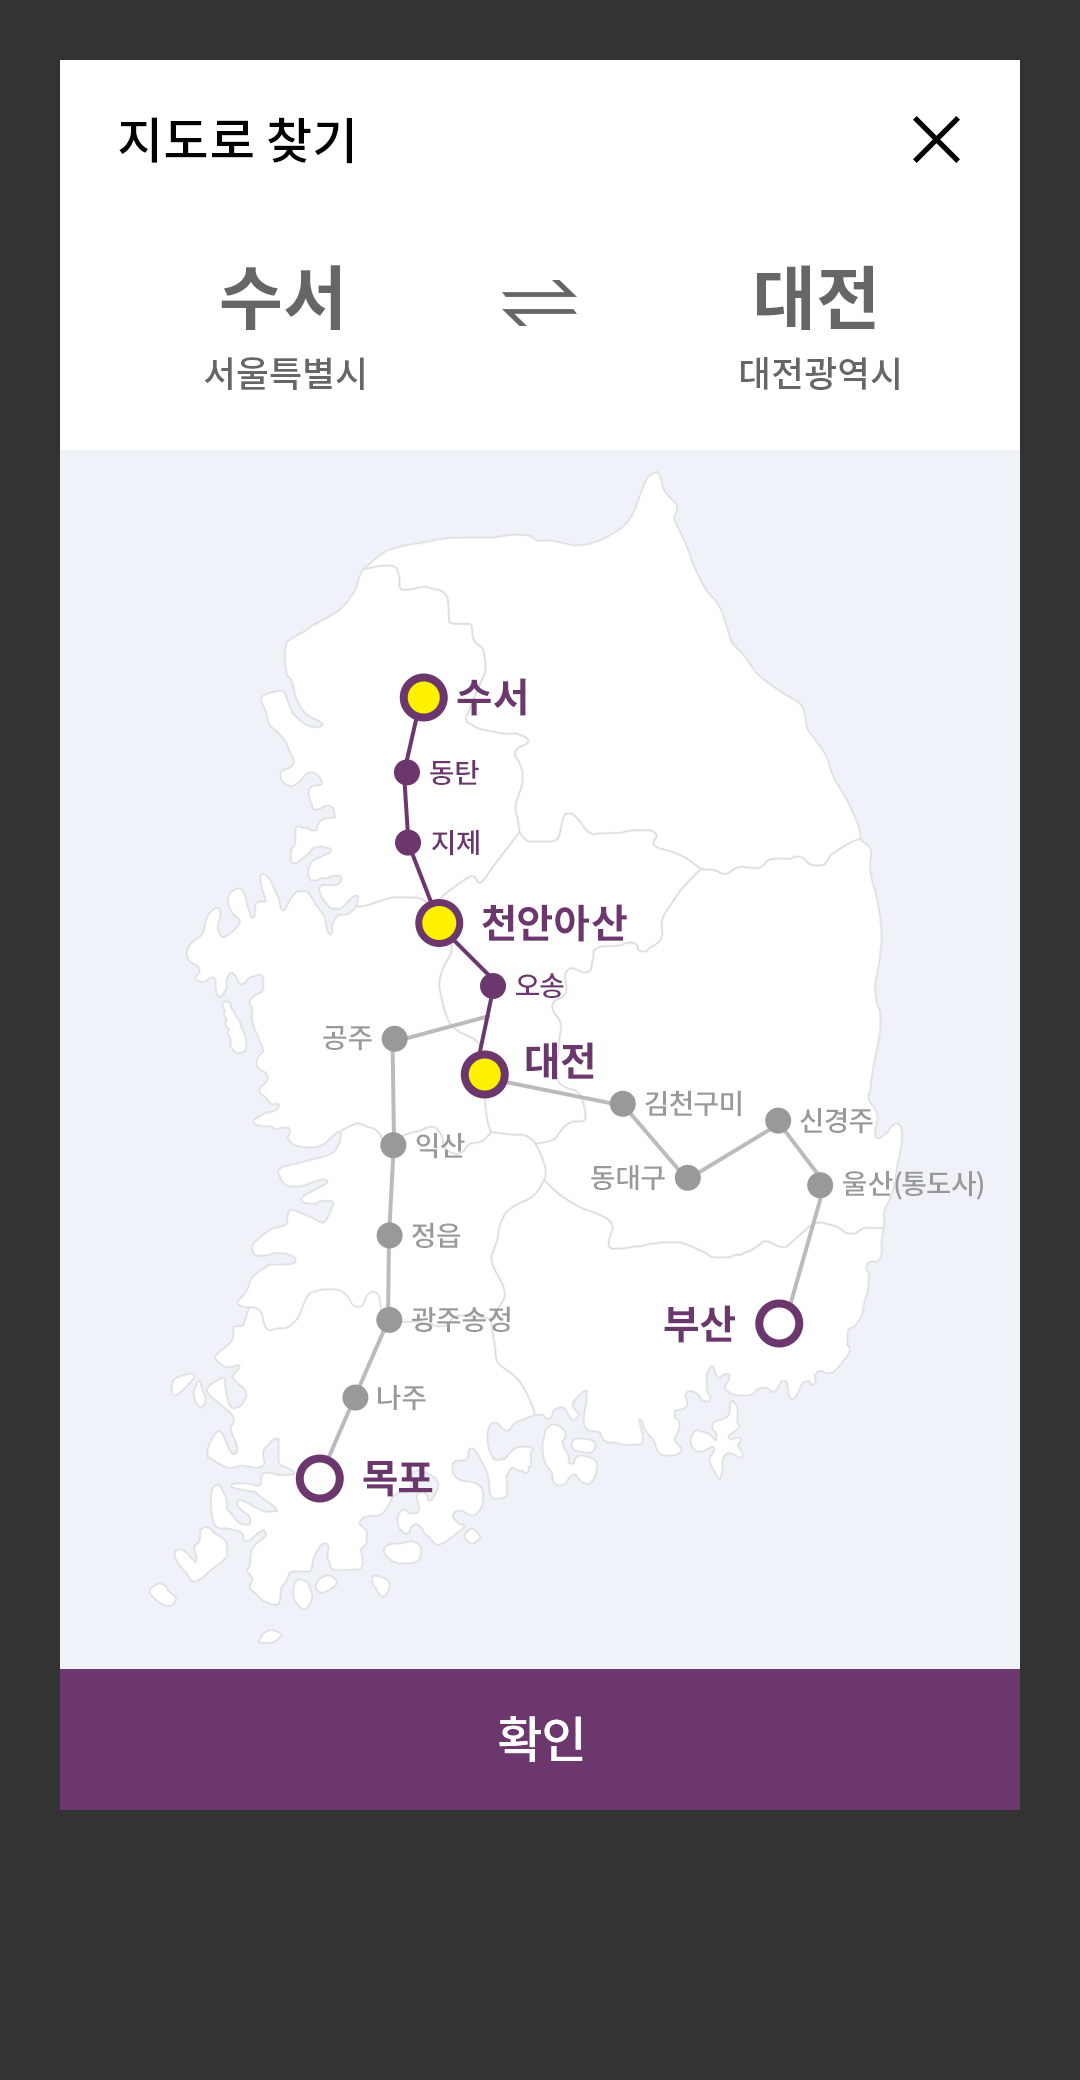 지도로 찾기
수서
대전
서울특별시
대전광역시
수서
동탄
지제
천안아산
오송
공주
대전
김천구미
신경주
익산
동대구
울산(통도사)
정읍
광주송정
부산
나주
목포
확인